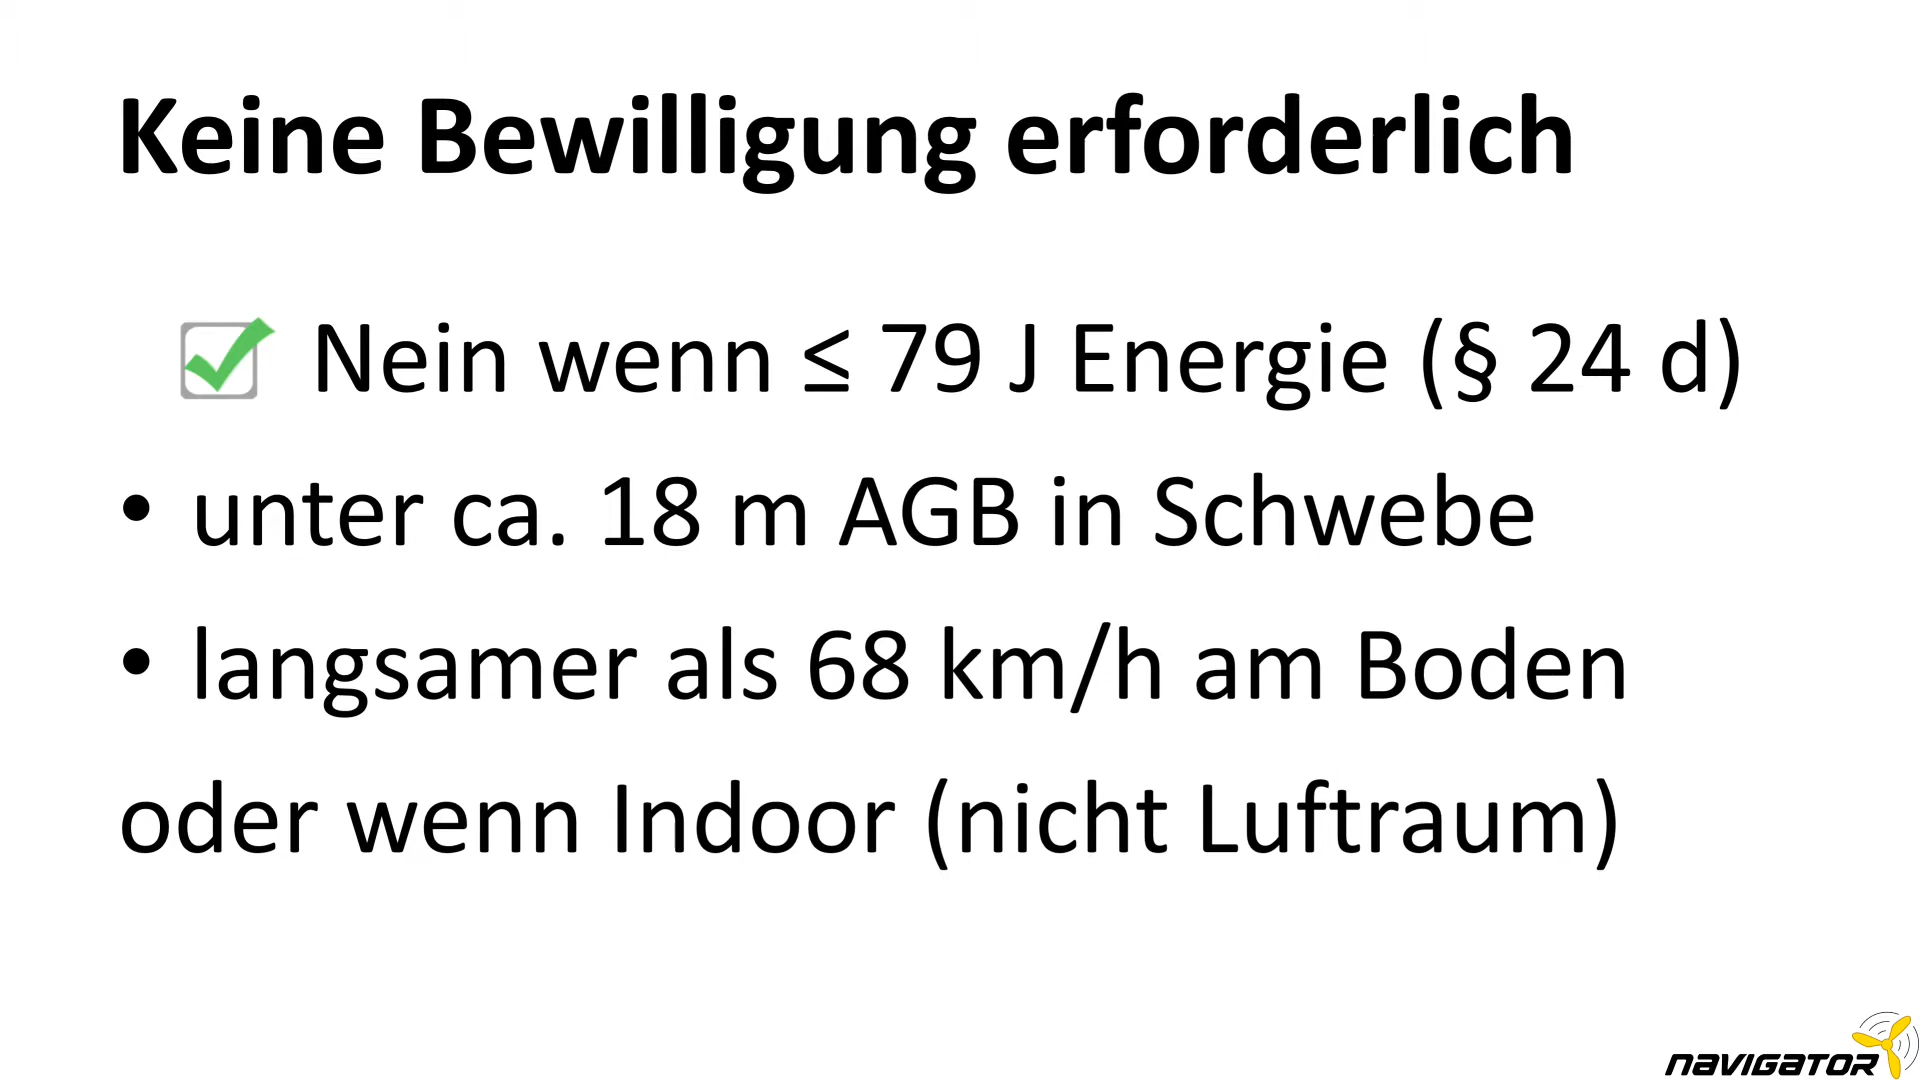 Keine Bewilligung erforderlich
Nein wenn ≤ 79 J Energie (§ 24 d)
• unter ca. 18 m AGB in Schwebe
• langsamer als 68 km/h am Boden
oder wenn Indoor (nicht Luftraum)
NAVIGATOR